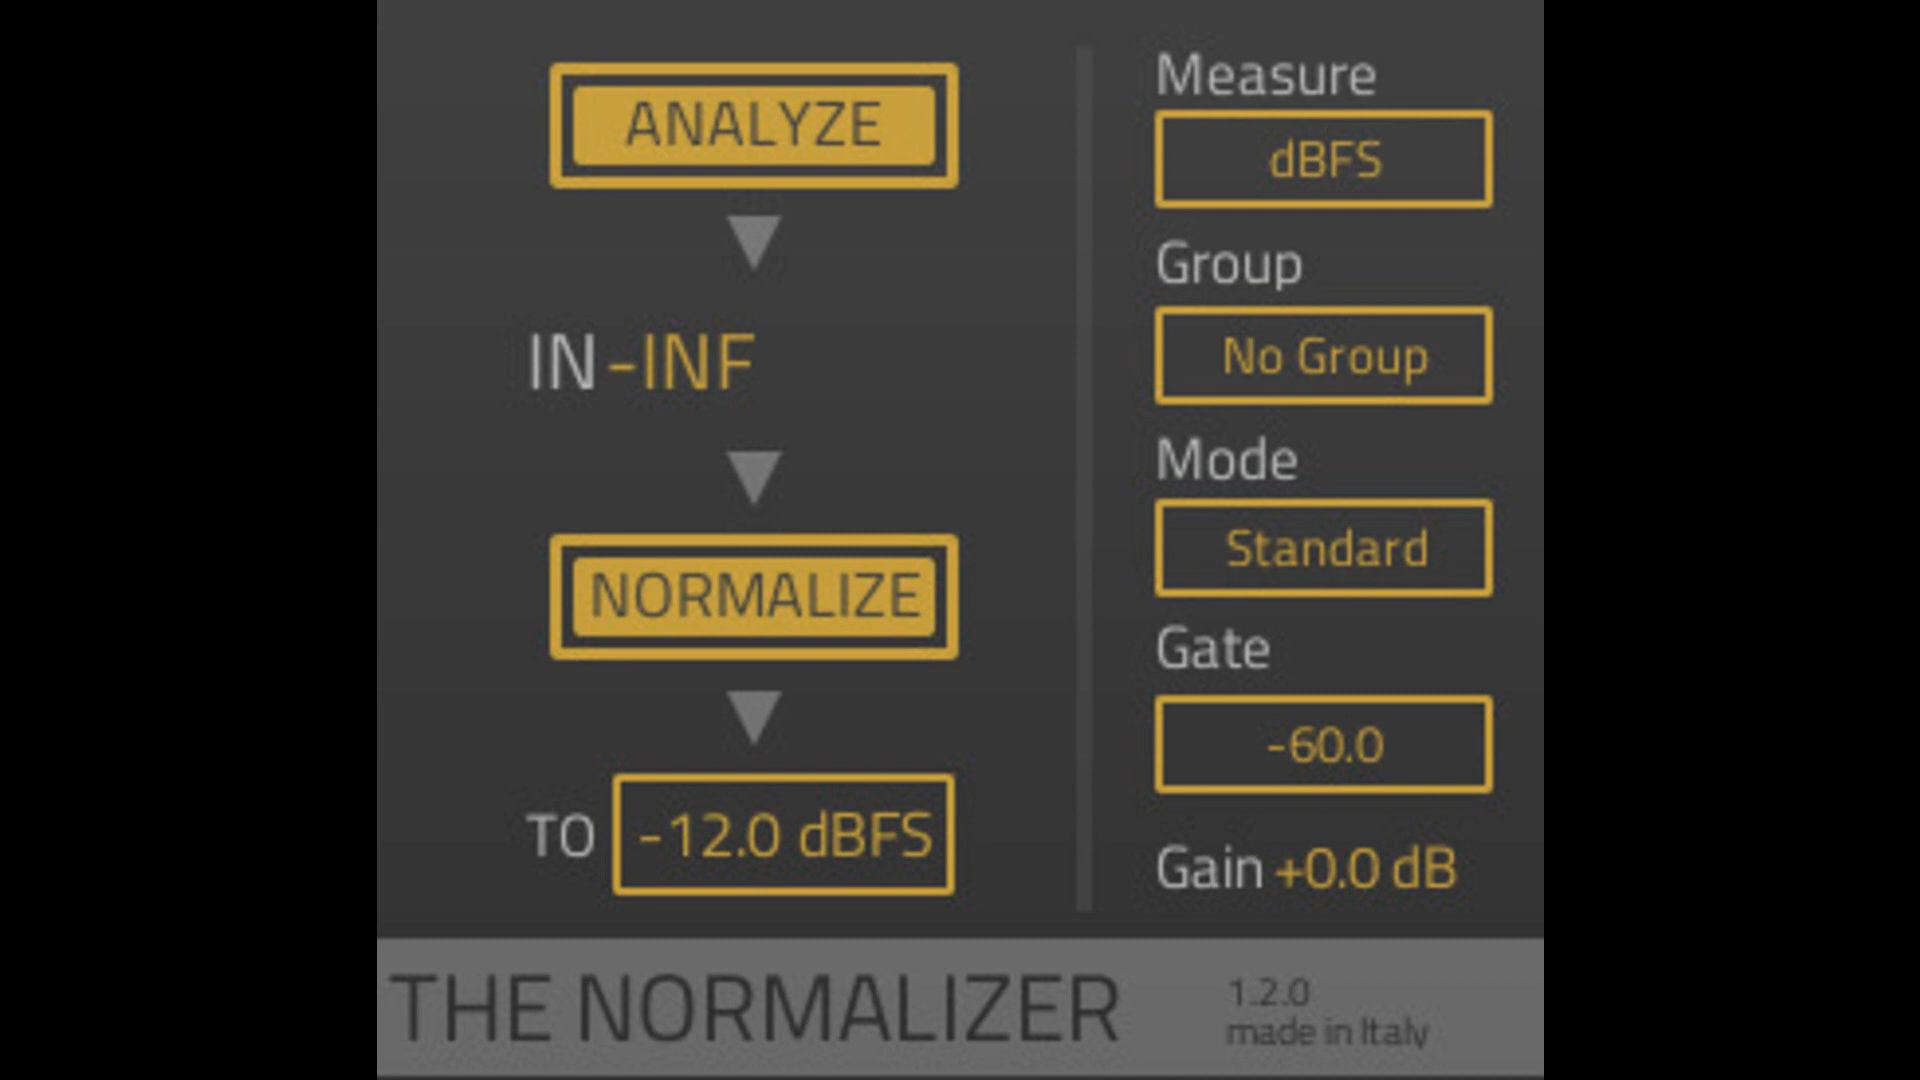 ANALYZE
IN -INF
NORMALIZE
TO -12.0 dBFS
Measure
dBFS
Group
No Group
Mode
Standard
Gate
-60.0
Gain +0.0 dB
THE NORMALIZER
1.2.0
made in Italy